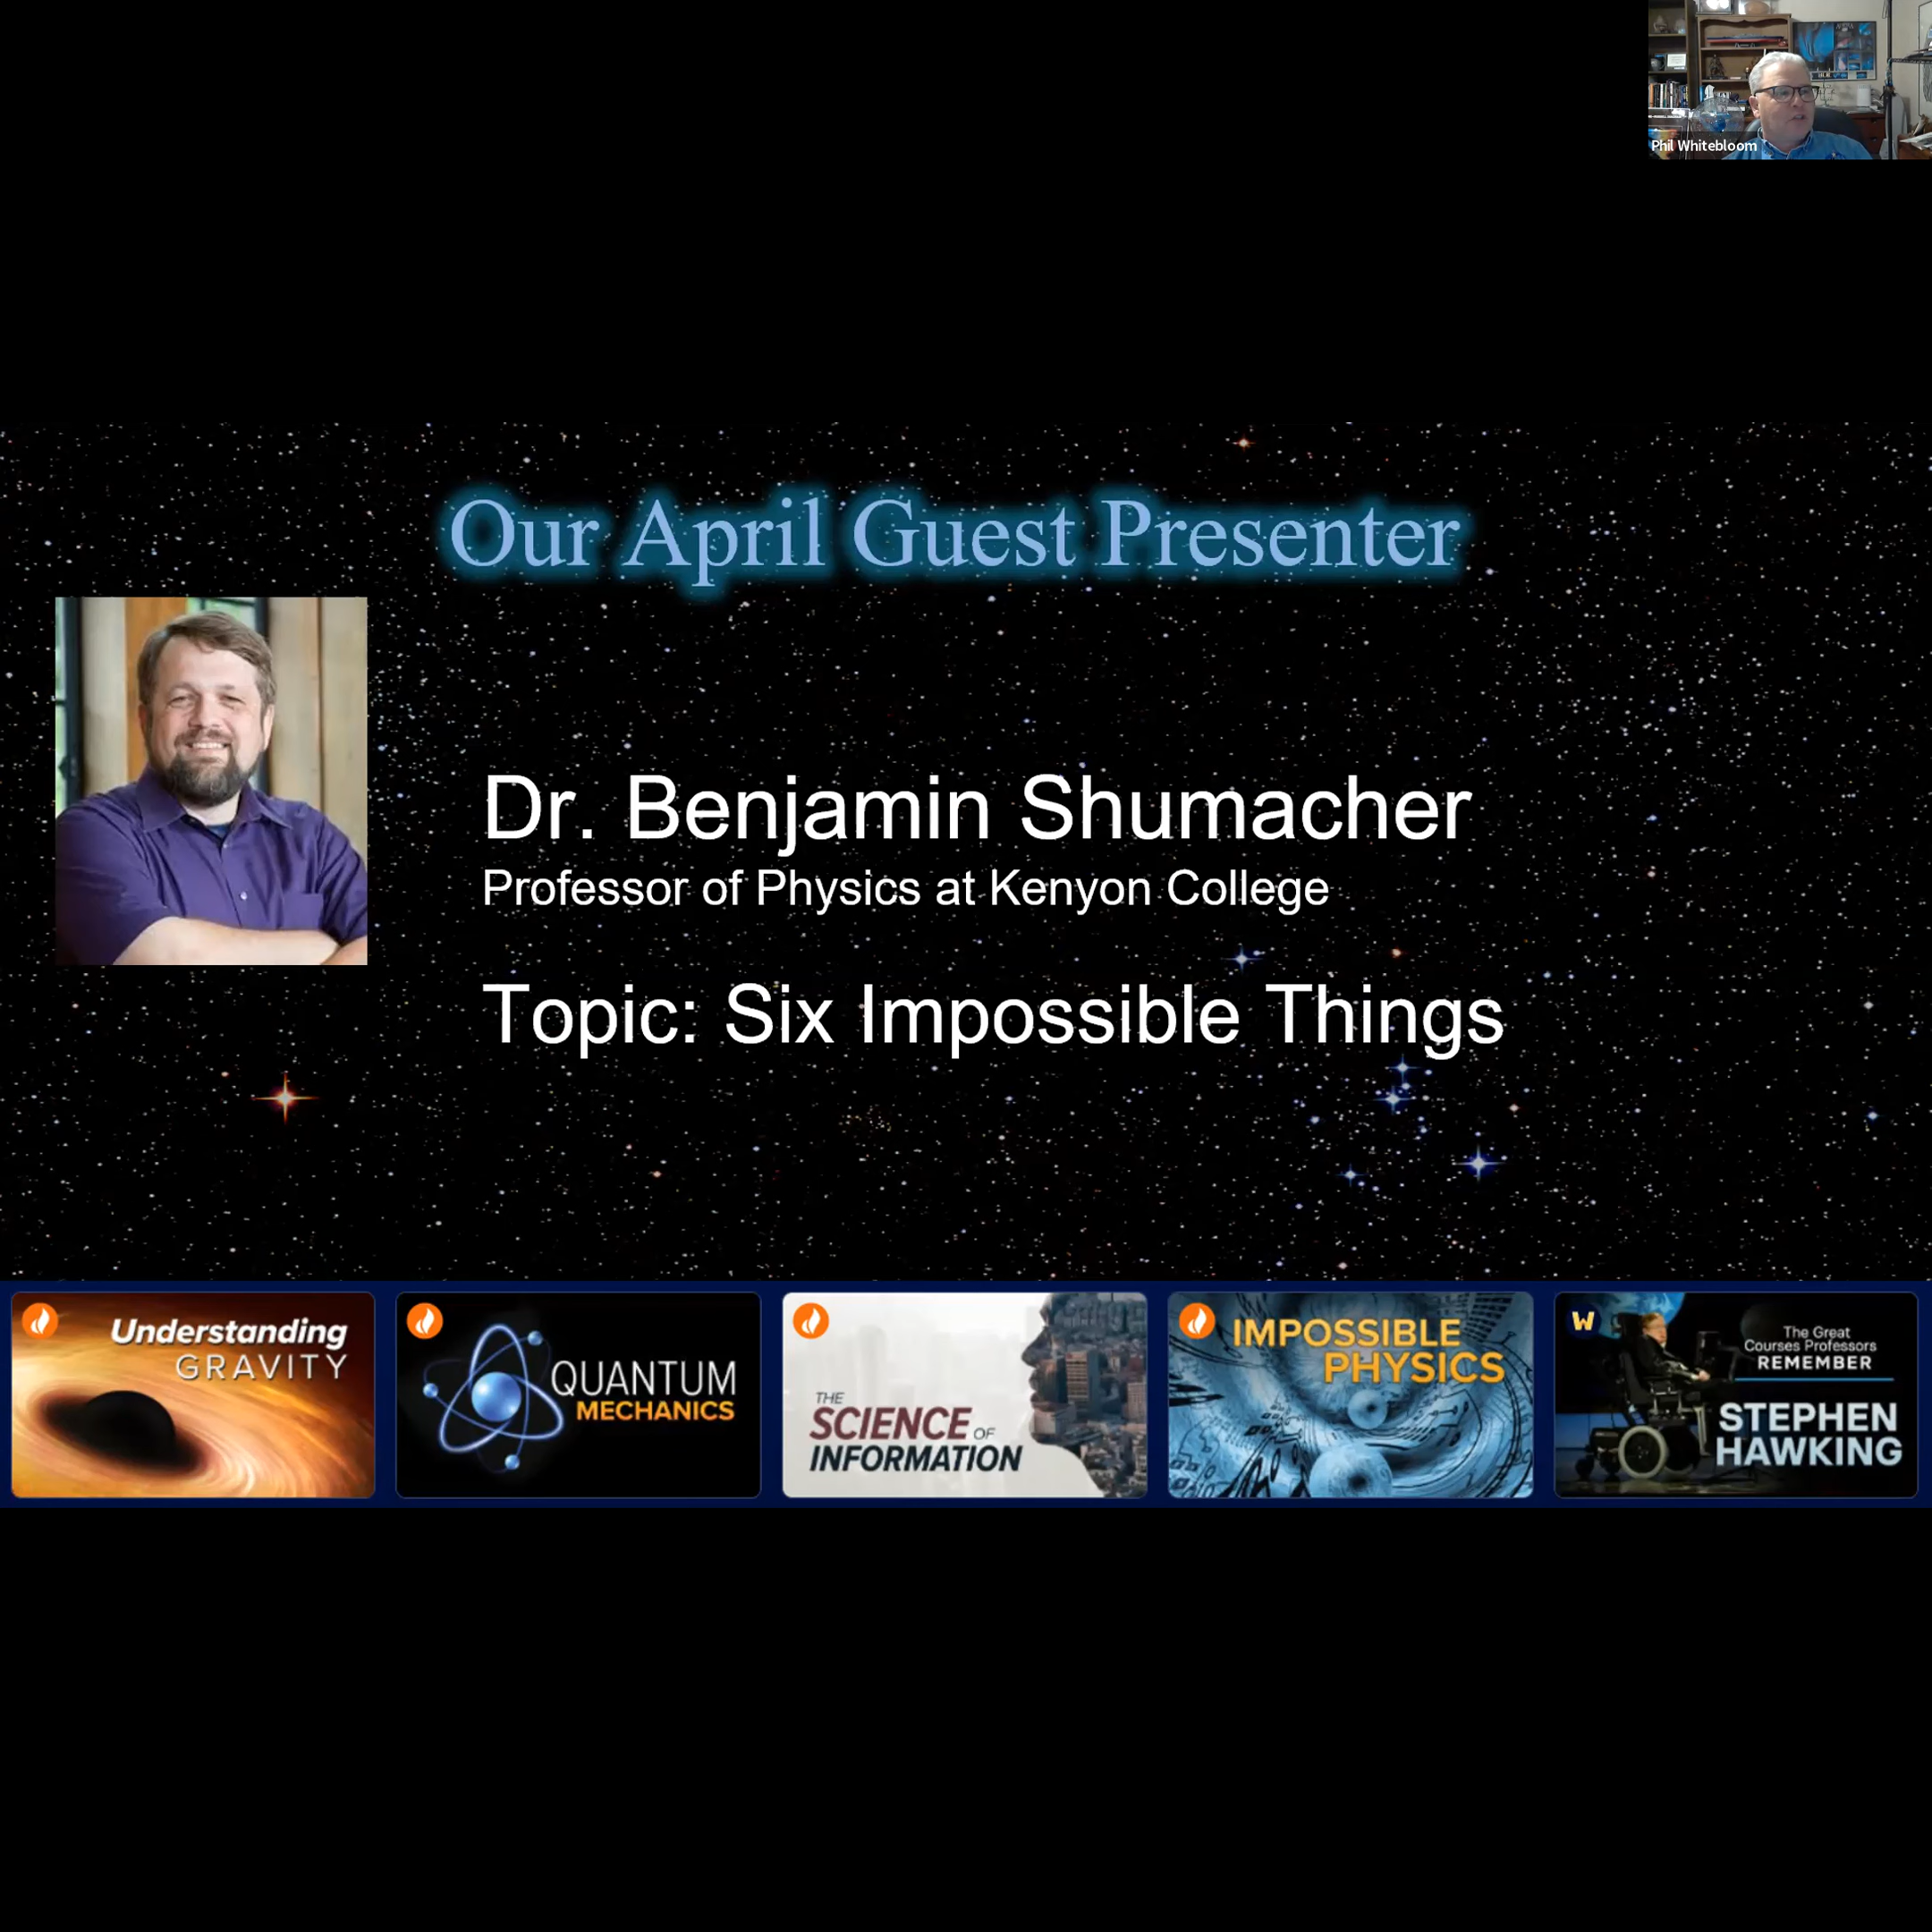 Phil Whitebloom
Our April Guest Presenter
Dr. Benjamin Shumacher
Professor of Physics at Kenyon College
Topic: Six Impossible Things
Understanding
GRAVITY
QUANTUM
MECHANICS
THE
SCIENCE OF
INFORMATION
IMPOSSIBLE
PHYSICS
W
The Great
Courses Professors
REMEMBER
STEPHEN
HAWKING